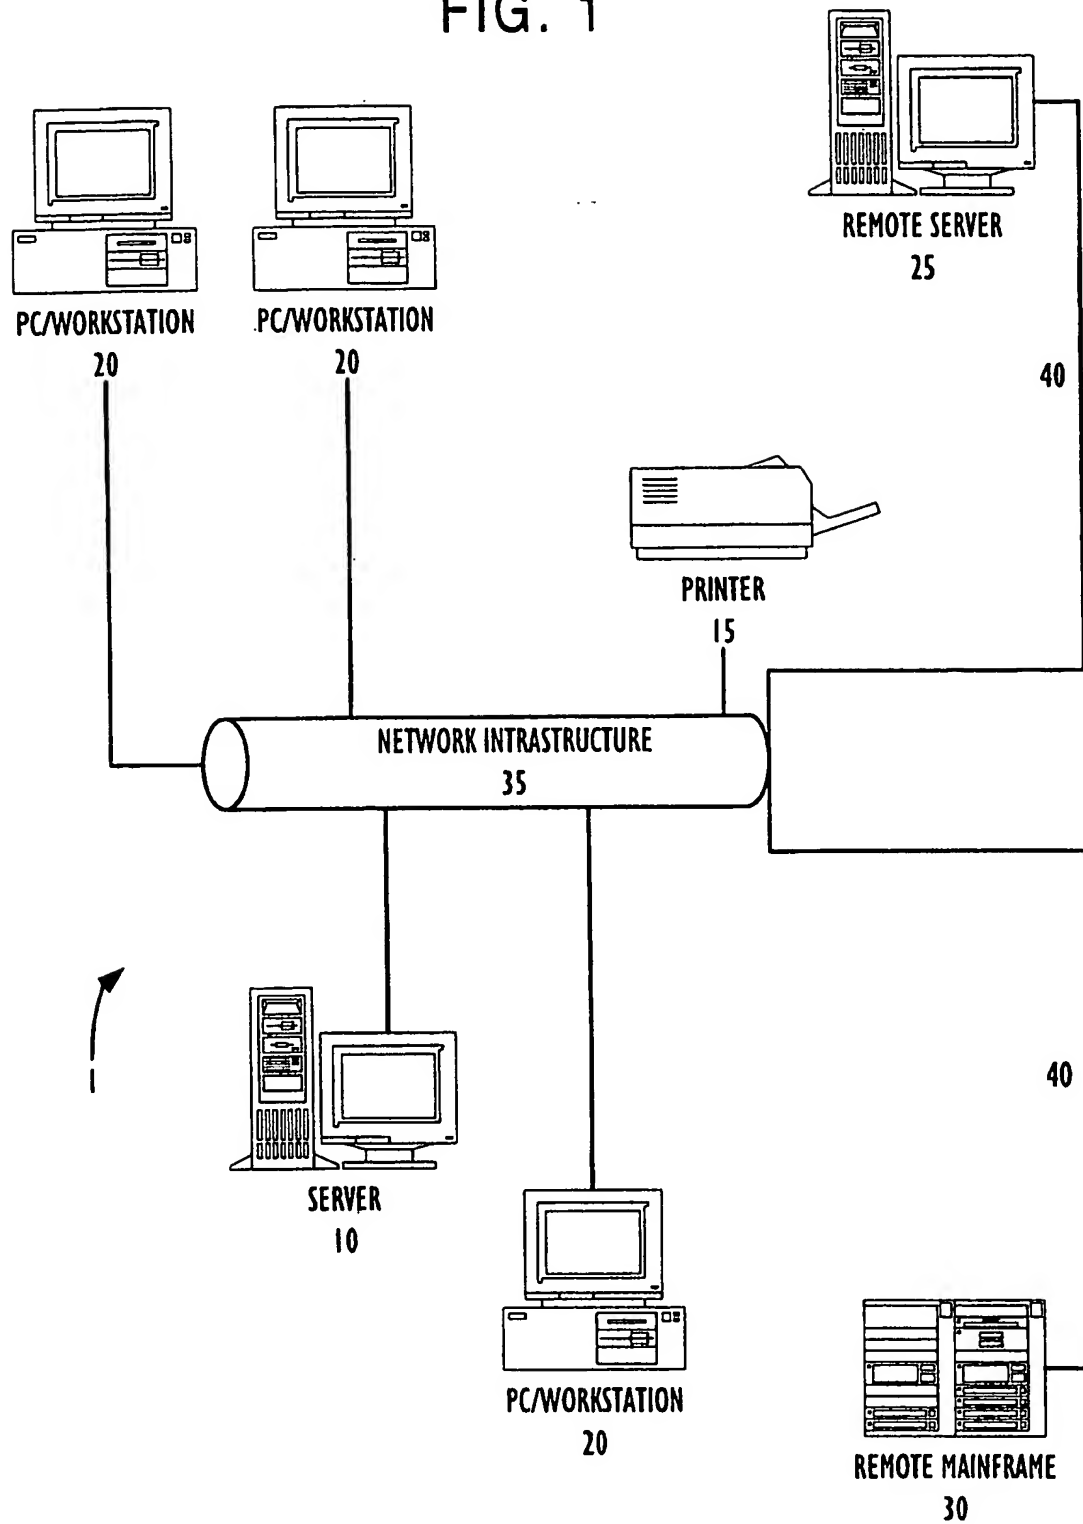 FIG. 1
REMOTE SERVER
25
PC/WORKSTATION
20
PC/WORKSTATION
20
40
PRINTER
15
NETWORK INTRASTRUCTURE
35
40
SERVER
10
PC/WORKSTATION
20
REMOTE MAINFRAME
30